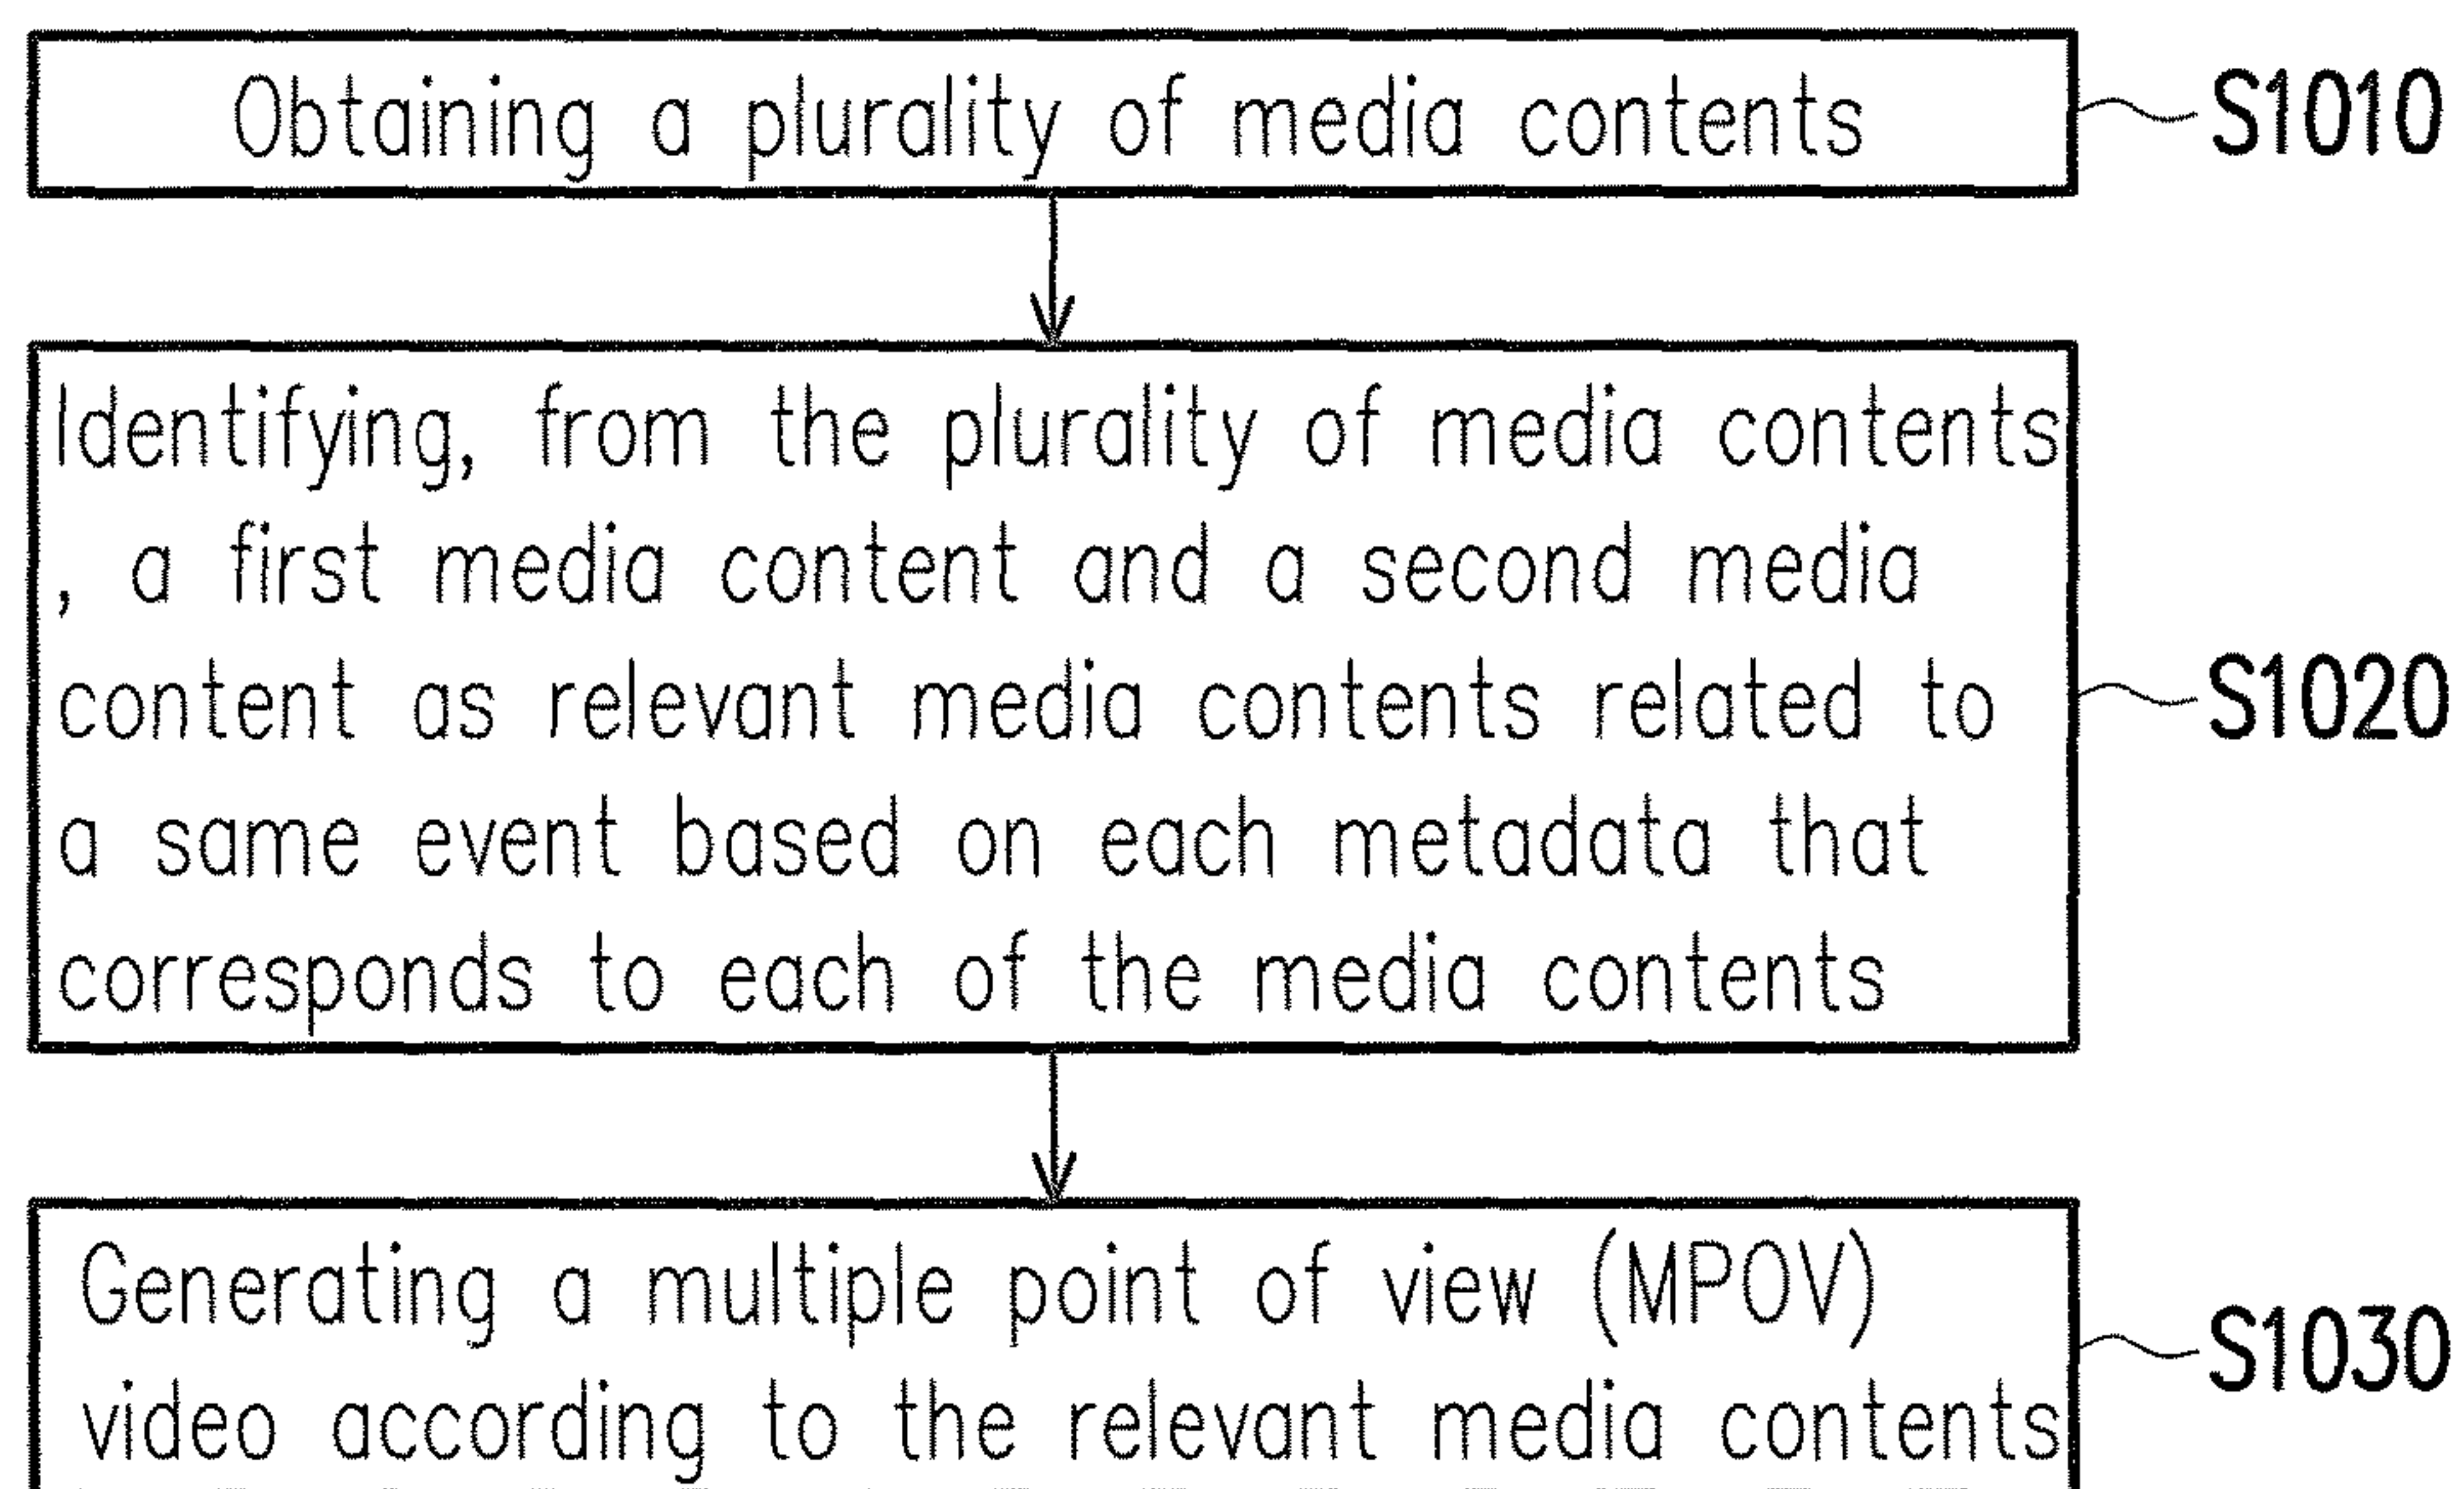 Obtaining a plurality of media contents
S1010
Identifying, from the plurality of media contents
, a first media content and a second media
content as relevant media contents related to
a same event based on each metadata that
corresponds to each of the media contents
S1020
Generating a multiple point of view (MPOV)
video according to the relevant media contents
S1030